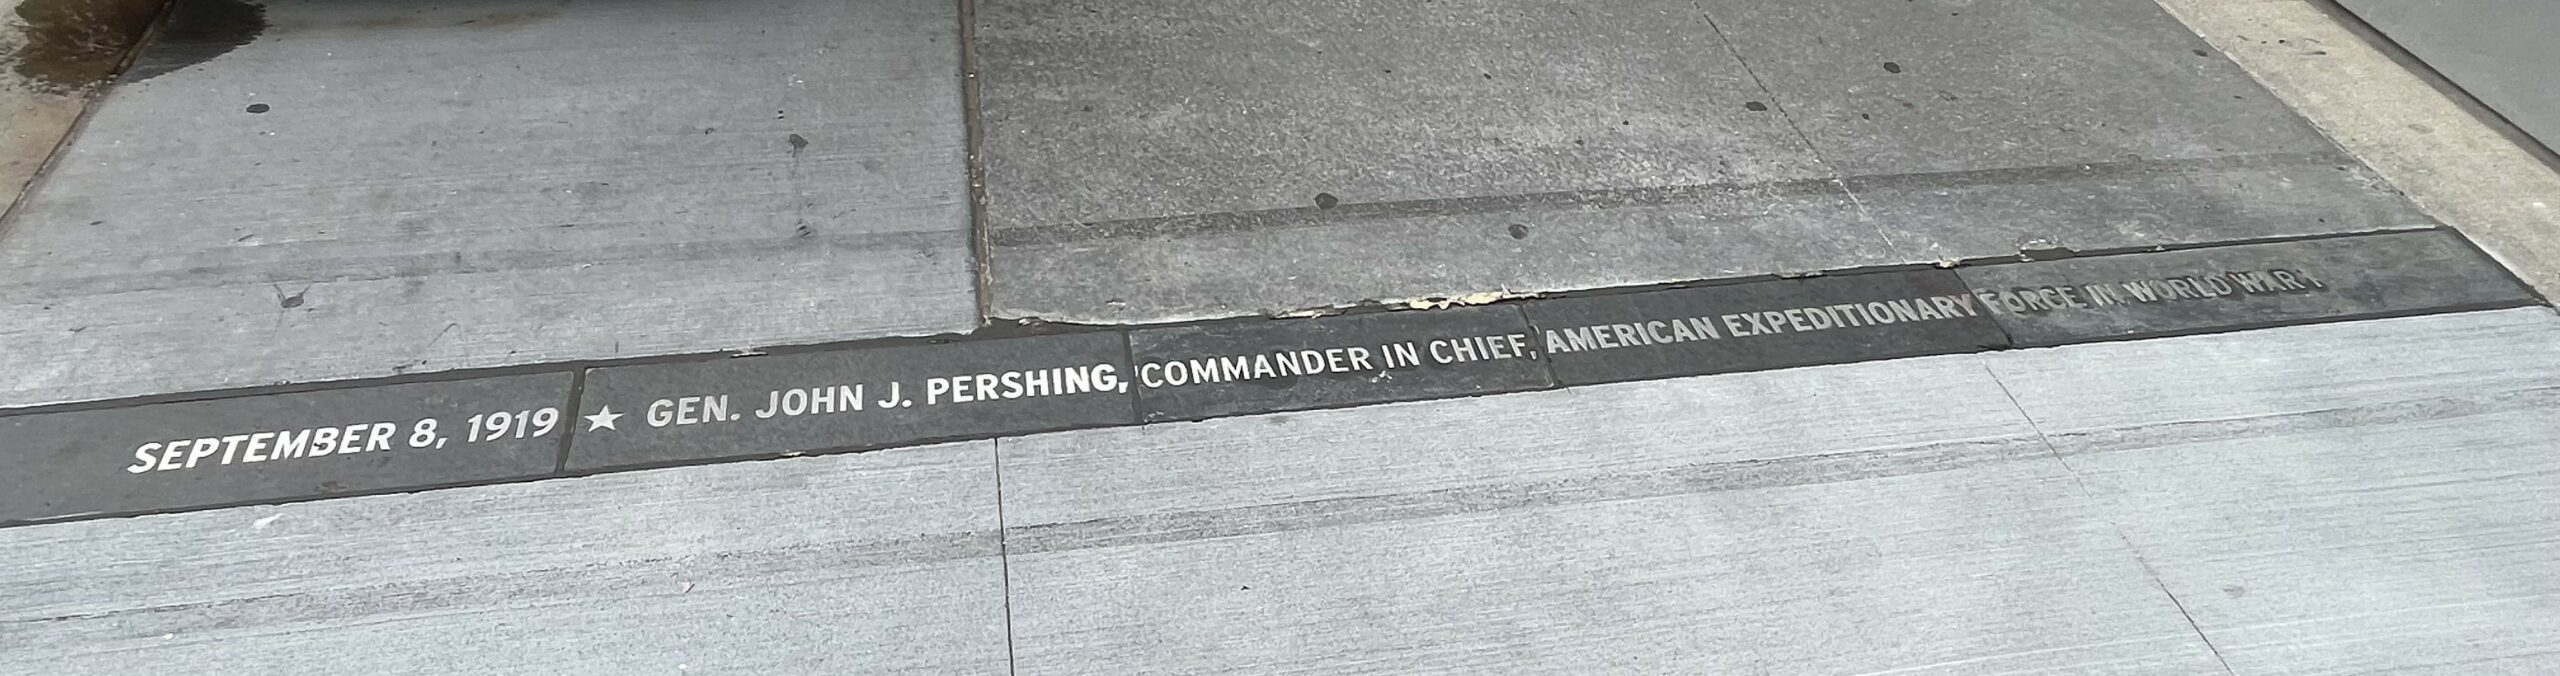 SEPTEMBER 8, 1919 ★ GEN. JOHN J. PERSHING, COMMANDER IN CHIEF, AMERICAN EXPEDITIONARY FORCE IN WORLD WAR I